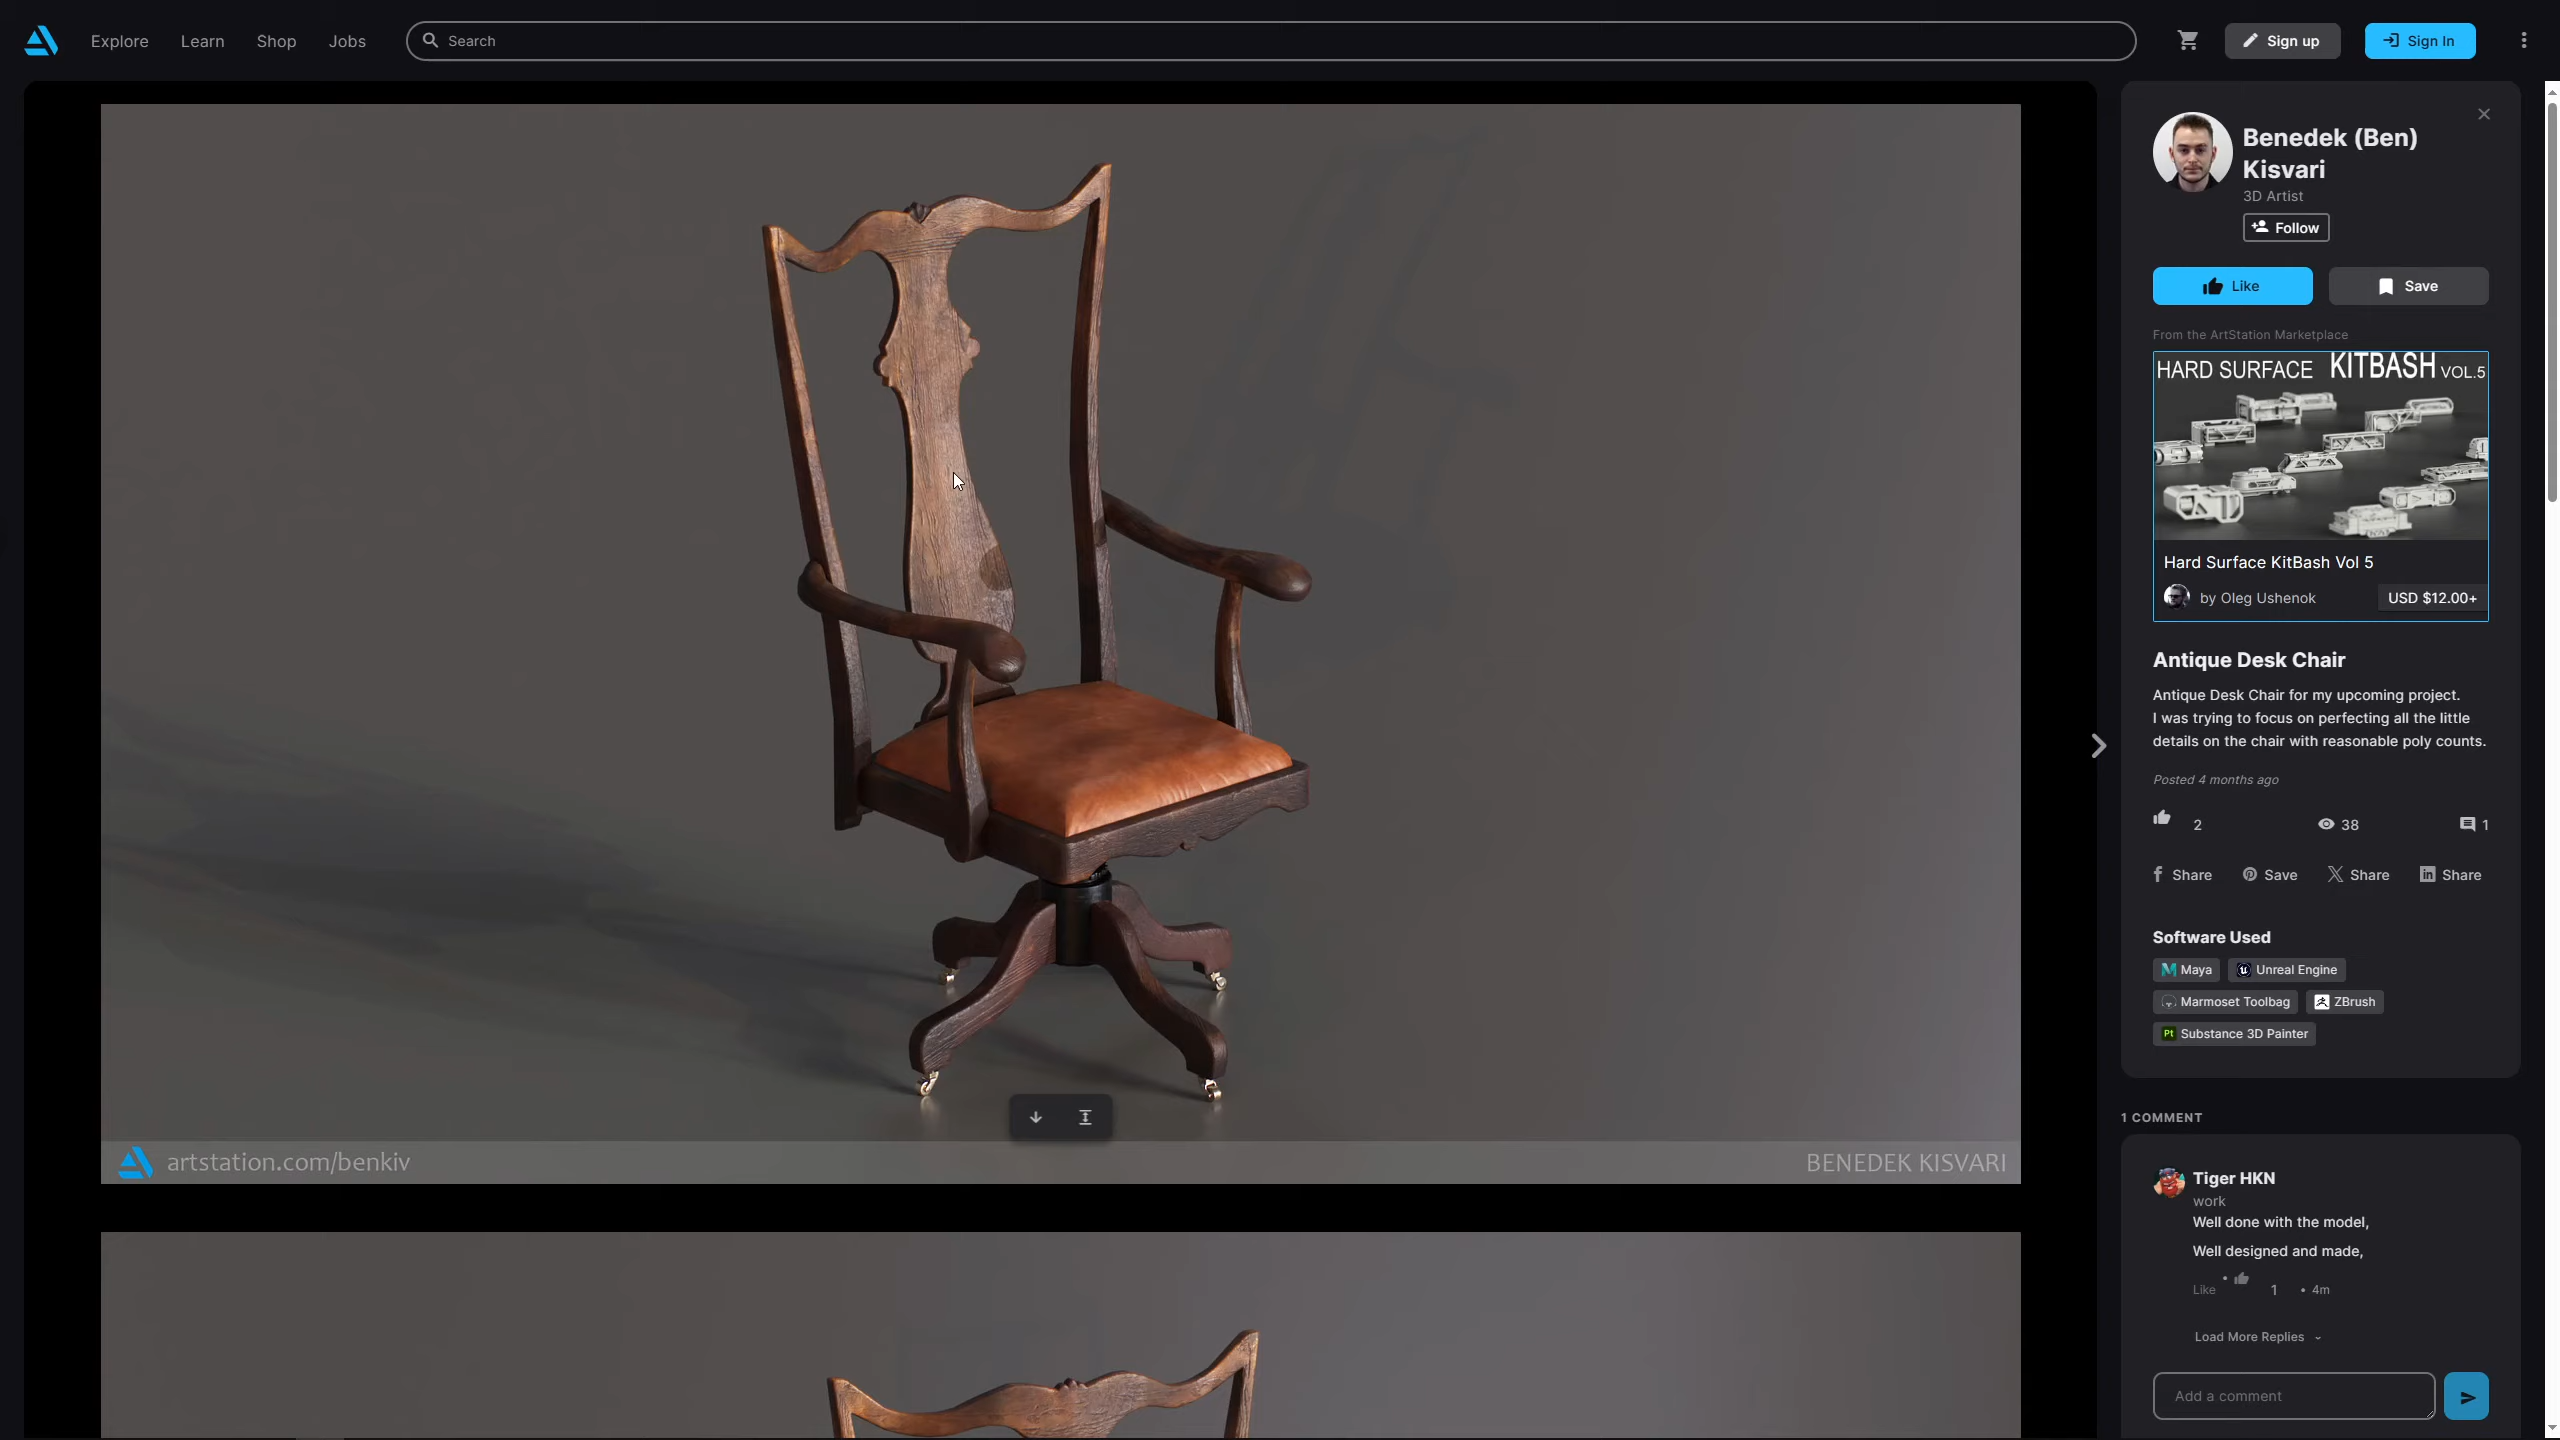 Explore Learn Shop Jobs Search Sign up Sign In
Benedek (Ben)
Kisvari
3D Artist
Follow
Like Save
From the ArtStation Marketplace
HARD SURFACE KITBASH VOL.5
Hard Surface KitBash Vol 5
by Oleg Ushenok USD $12.00+
Antique Desk Chair
Antique Desk Chair for my upcoming project.
I was trying to focus on perfecting all the little
details on the chair with reasonable poly counts.
Posted 4 months ago
2 38 1
Share Save Share Share
Software Used
Maya Unreal Engine
Marmoset Toolbag ZBrush
Pt Substance 3D Painter
artstation.com/benkiv BENEDEK KISVARI
1 COMMENT
Tiger HKN
work
Well done with the model,
Well designed and made,
Like • 1 • 4m
Load More Replies
Add a comment